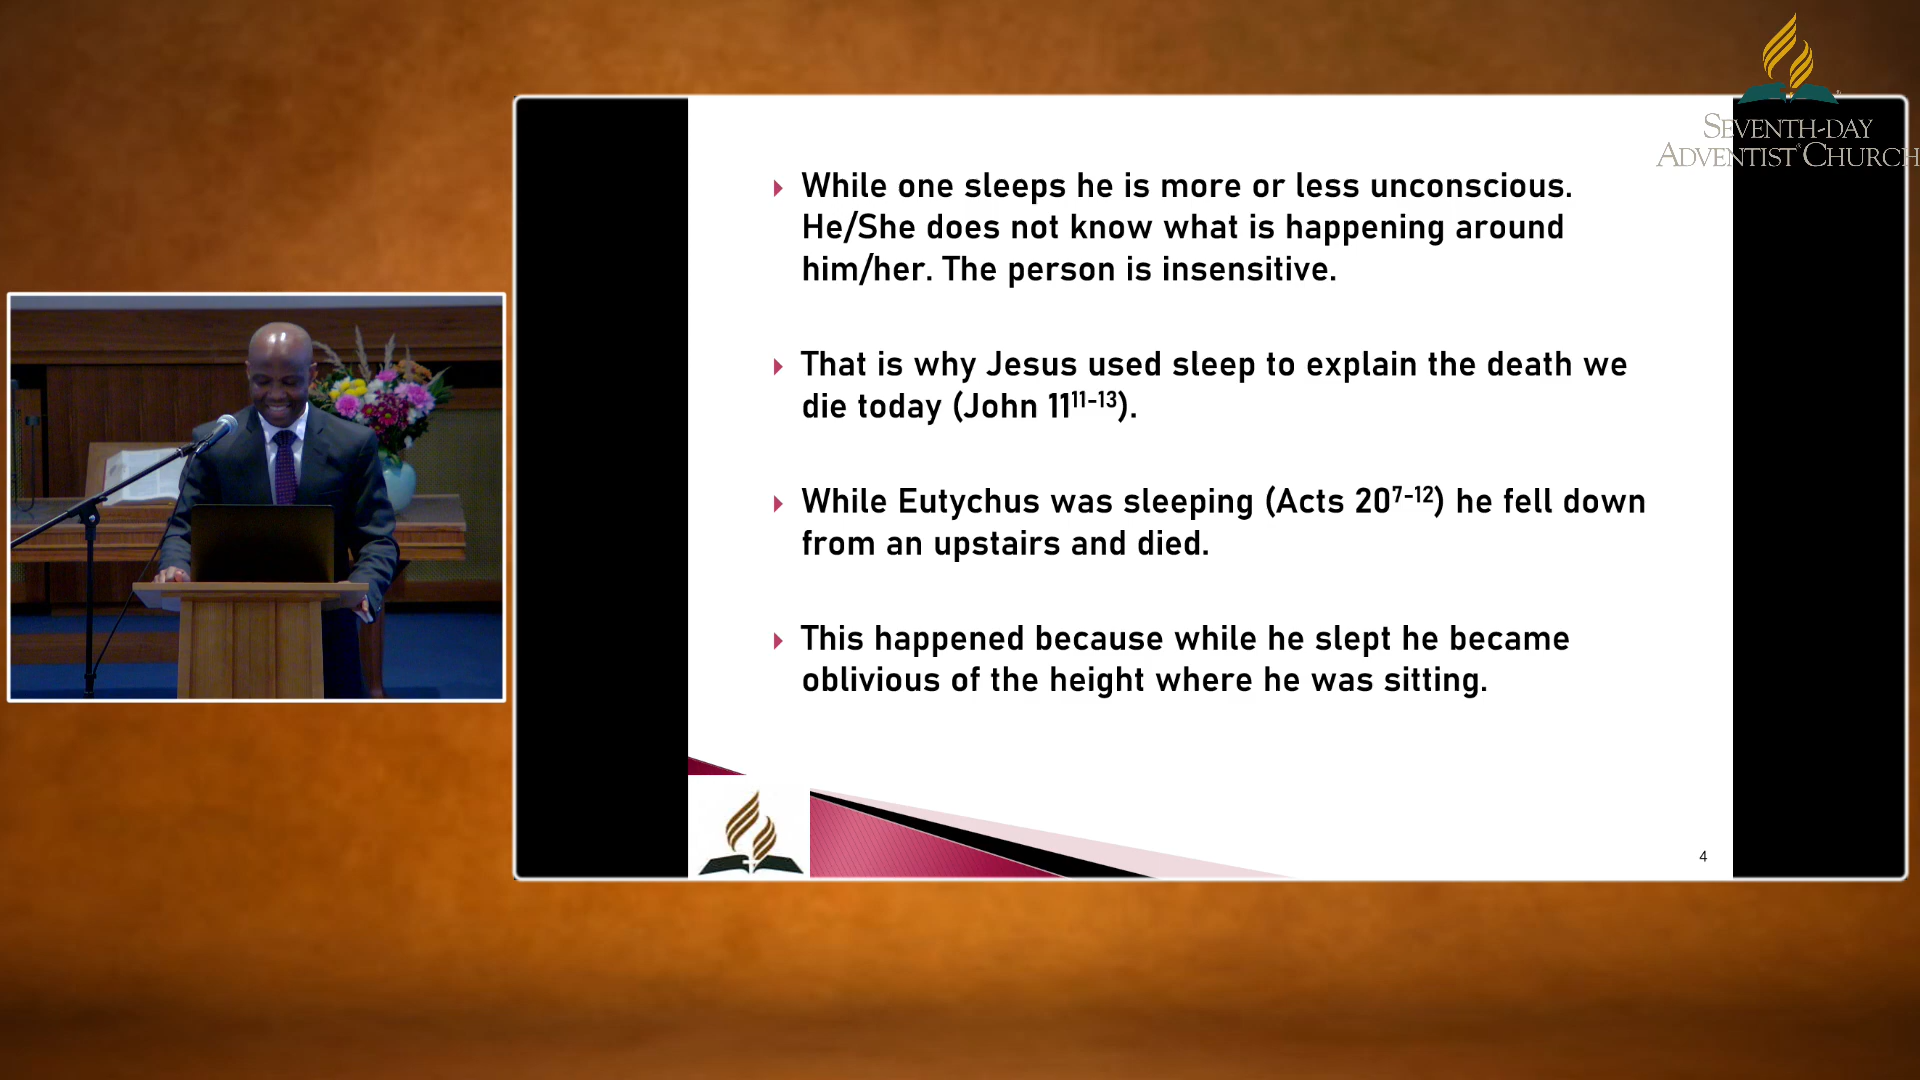 SEVENTH-DAY
ADVENTIST CHURCH
While one sleeps he is more or less unconscious.
He/She does not know what is happening around
him/her. The person is insensitive.
That is why Jesus used sleep to explain the death we
die today (John 11¹¹⁻¹³).
While Eutychus was sleeping (Acts 20⁷⁻¹²) he fell down
from an upstairs and died.
This happened because while he slept he became
oblivious of the height where he was sitting.
4